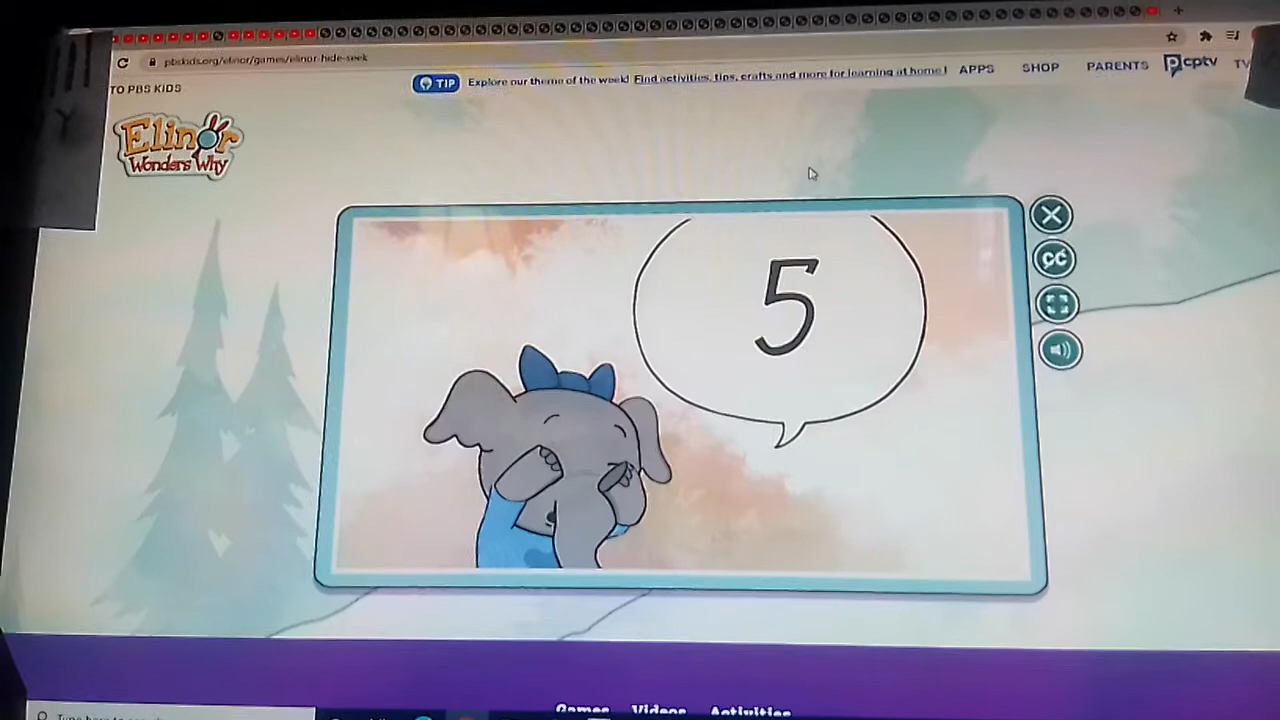 pbskids.org/elinor/games/elinor-hide-seek
TO PBS KIDS
TIP
Explore our theme of the week! Find activities, tips, crafts and more for learning at home!
APPS
SHOP
PARENTS
cptv
TV
Elinor
Wonders Why
5
CC
Games
Videos
Activities